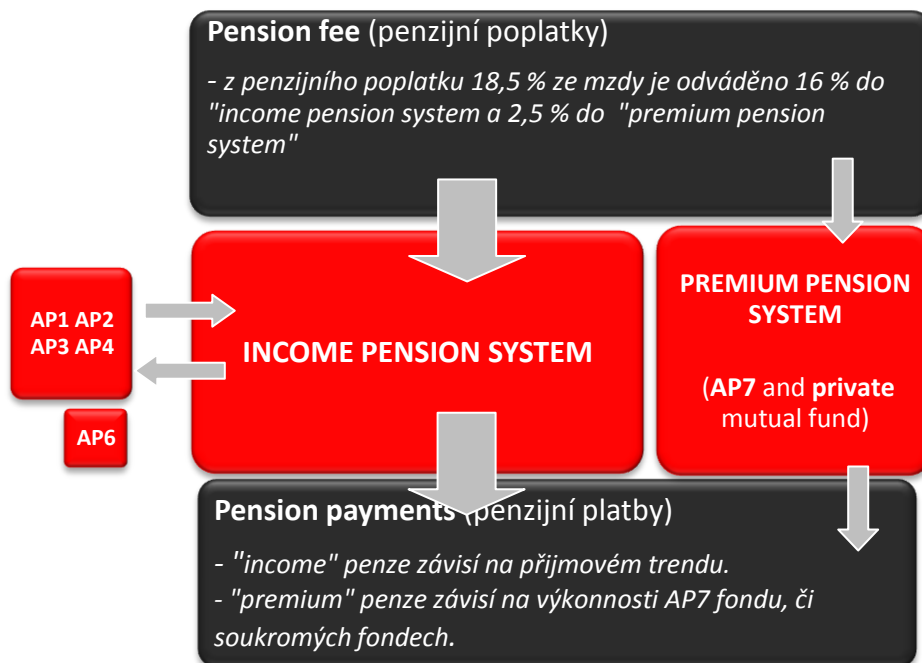 Pension fee (penzijní poplatky)
- z penzijního poplatku 18,5 % ze mzdy je odváděno 16 % do
"income pension system a 2,5 % do "premium pension
system"
AP1 AP2
AP3 AP4
AP6
INCOME PENSION SYSTEM
PREMIUM PENSION
SYSTEM
(AP7 and private
mutual fund)
Pension payments (penzijní platby)
- "income" penze závisí na přijmovém trendu.
- "premium" penze závisí na výkonnosti AP7 fondu, či
soukromých fondech.